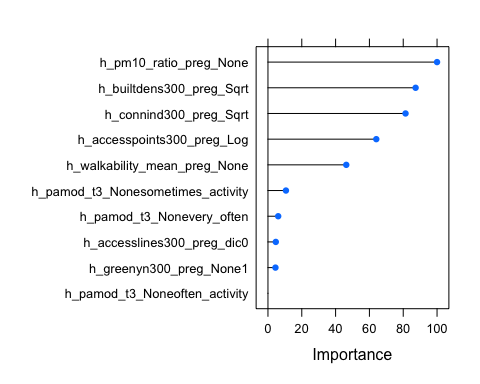 h_pm10_ratio_preg_None
h_builtdens300_preg_Sqrt
h_connind300_preg_Sqrt
h_accesspoints300_preg_Log
h_walkability_mean_preg_None
h_pamod_t3_Nonesometimes_activity
h_pamod_t3_Nonevery_often
h_accesslines300_preg_dic0
h_greenyn300_preg_None1
h_pamod_t3_Noneoften_activity
0 20 40 60 80 100
Importance